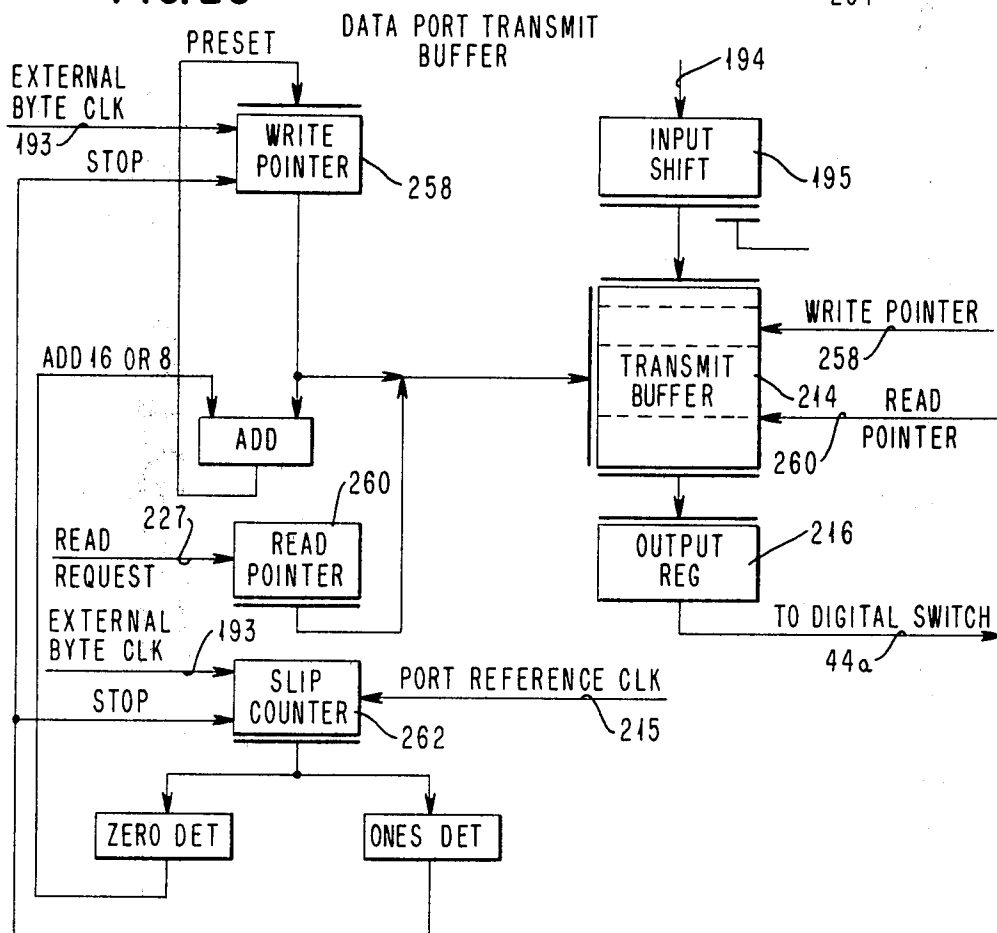 DATA PORT TRANSMIT
BUFFER
PRESET
EXTERNAL
BYTE CLK
193
STOP
WRITE
POINTER
258
194
INPUT
SHIFT
195
ADD 16 OR 8
ADD
WRITE POINTER
258
TRANSMIT
BUFFER
214
READ
POINTER
260
227
READ
REQUEST
260
READ
POINTER
OUTPUT
REG
216
EXTERNAL
BYTE CLK
193
STOP
SLIP
COUNTER
262
PORT REFERENCE CLK
215
TO DIGITAL SWITCH
44a
ZERO DET
ONES DET